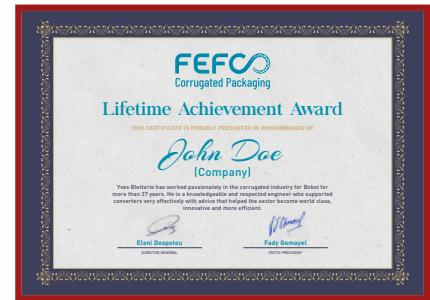 FEFCO
Corrugated Packaging
Lifetime Achievement Award
THIS CERTIFICATE IS PROUDLY PRESENTED IN REMEMBRANCE OF
John Doe
(Company)
Yves Bletterie has worked passionately in the corrugated industry for Bobst for
more than 37 years. He is a knowledgeable and respected engineer who supported
converters very effectively with advice that helped the sector become world class,
innovative and more efficient.
Eleni Despotou
Fady Gemayel
DIRECTOR GENERAL
FEFCO PRESIDENT